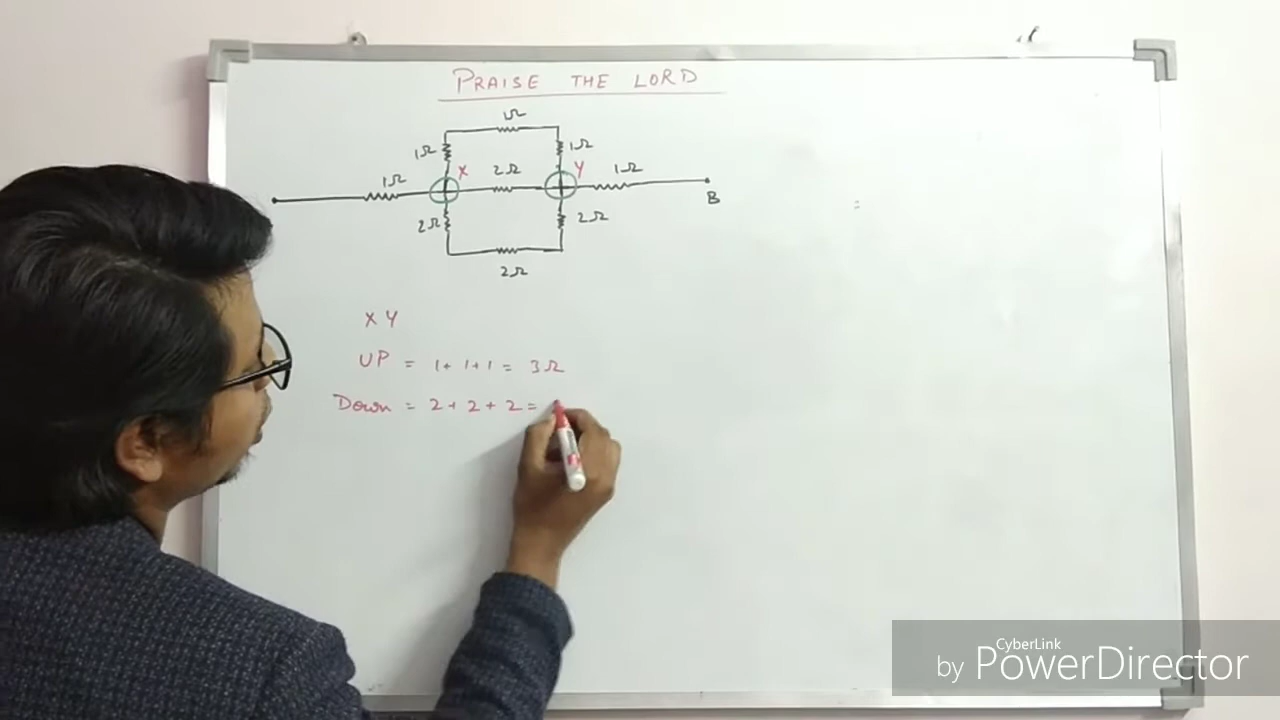 PRAISE THE LORD
1Ω
1Ω
1Ω
X
2Ω
Y
1Ω
1Ω
B
2Ω
2Ω
2Ω
=
X Y
UP = 1 + 1 + 1 = 3Ω
Down = 2 + 2 + 2 =
CyberLink
by PowerDirector